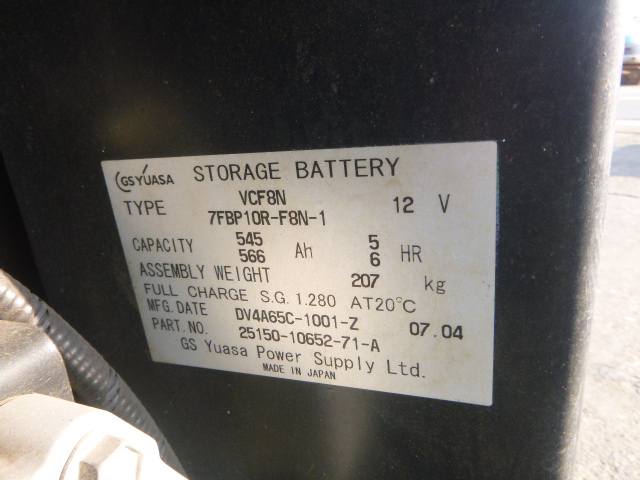 GS YUASA STORAGE BATTERY
TYPE VCF8N 12 V
7FBP10R-F8N-1
CAPACITY 545 Ah 5 HR
566 6
ASSEMBLY WEIGHT 207 kg
FULL CHARGE S.G. 1.280 AT20°C
MFG.DATE DV4A65C-1001-Z 07.04
PART.NO. 25150-10652-71-A
GS Yuasa Power Supply Ltd.
MADE IN JAPAN